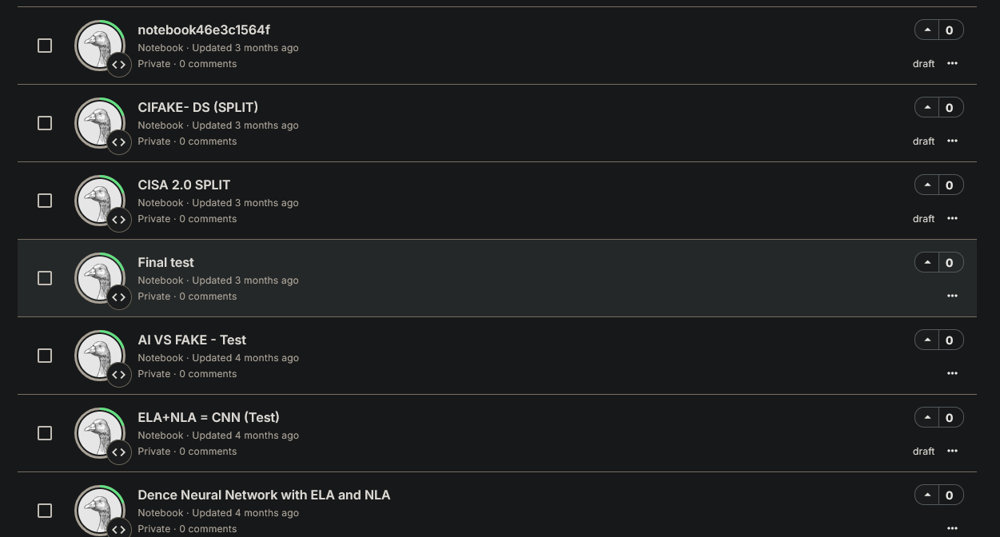 notebook46e3c1564f
0
Notebook · Updated 3 months ago
Private · 0 comments
draft
CIFAKE- DS (SPLIT)
0
Notebook · Updated 3 months ago
Private · 0 comments
draft
CISA 2.0 SPLIT
0
Notebook · Updated 3 months ago
Private · 0 comments
draft
Final test
0
Notebook · Updated 3 months ago
Private · 0 comments
AI VS FAKE - Test
0
Notebook · Updated 4 months ago
Private · 0 comments
ELA+NLA = CNN (Test)
0
Notebook · Updated 4 months ago
Private · 0 comments
draft
Dence Neural Network with ELA and NLA
0
Notebook · Updated 4 months ago
Private · 0 comments